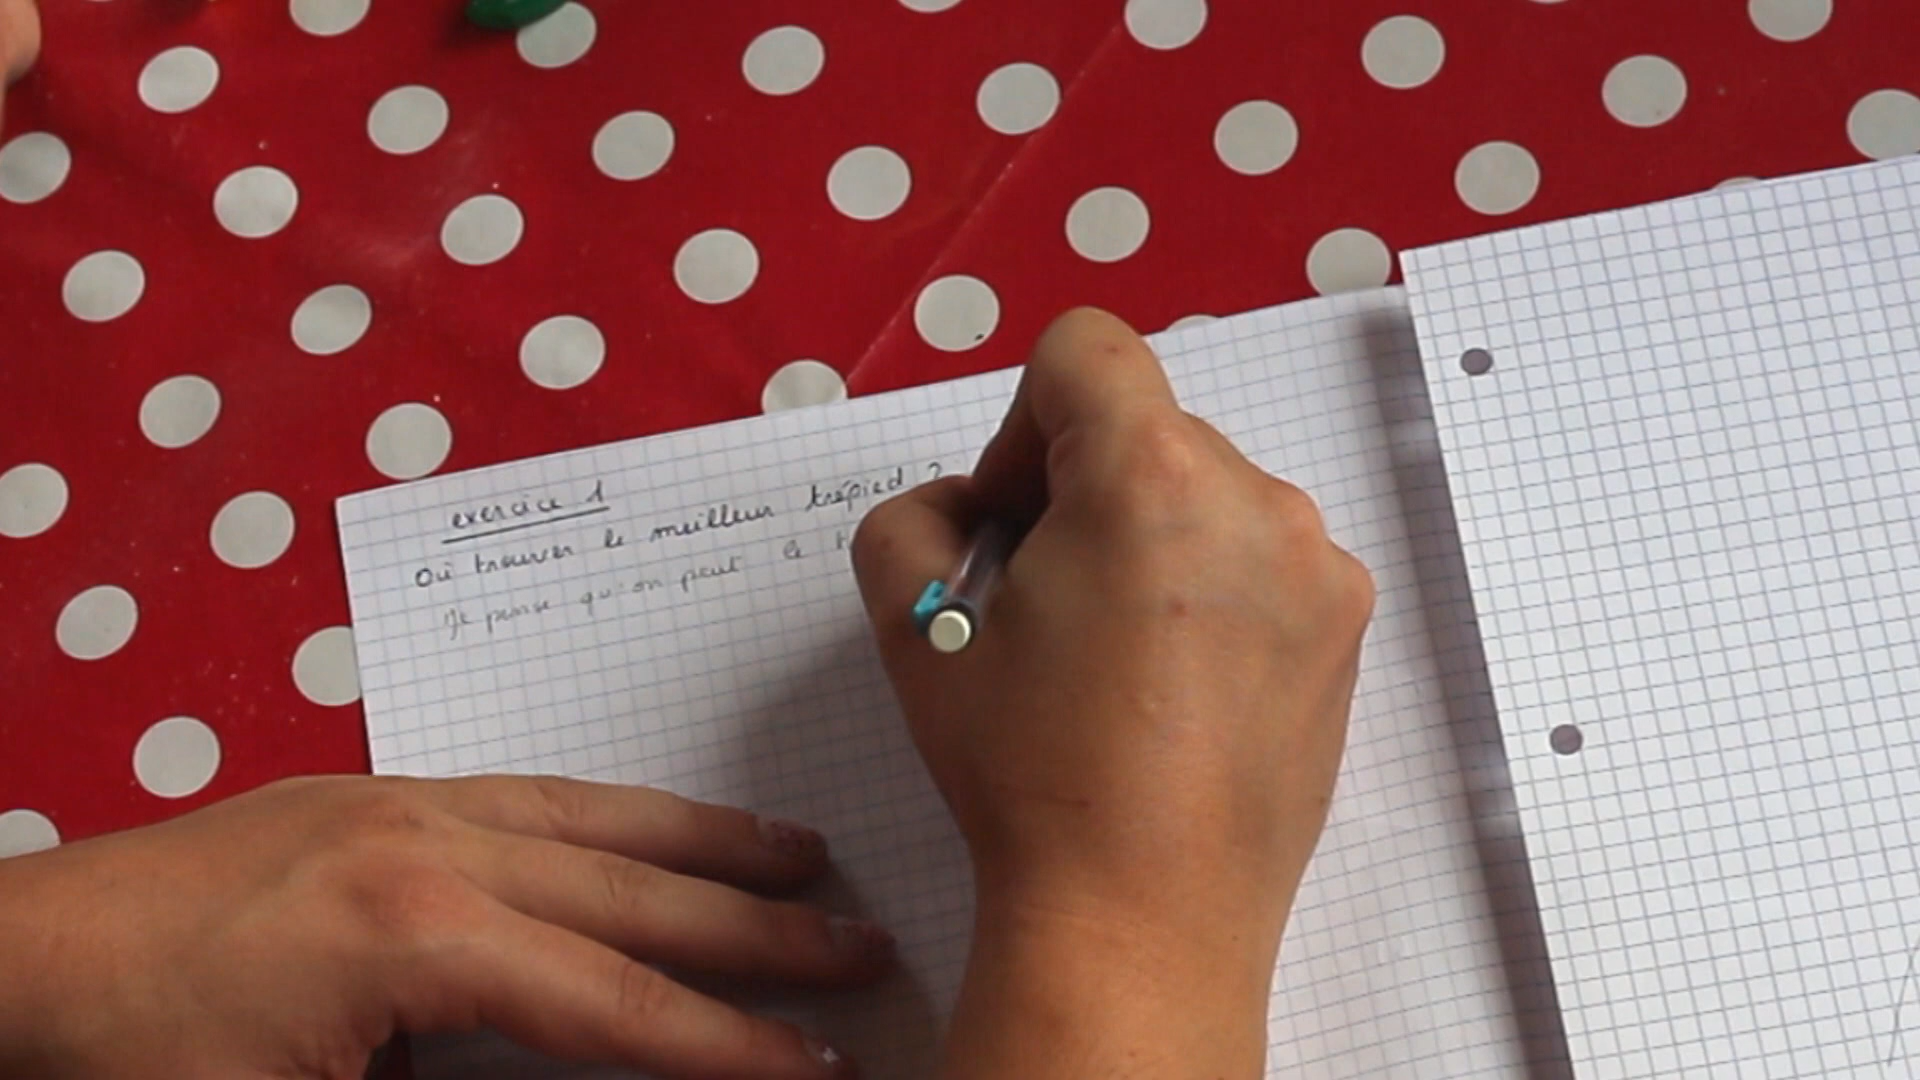 exercice 1
Où trouver le meilleur trépied ?
Je pense qu'on peut le t